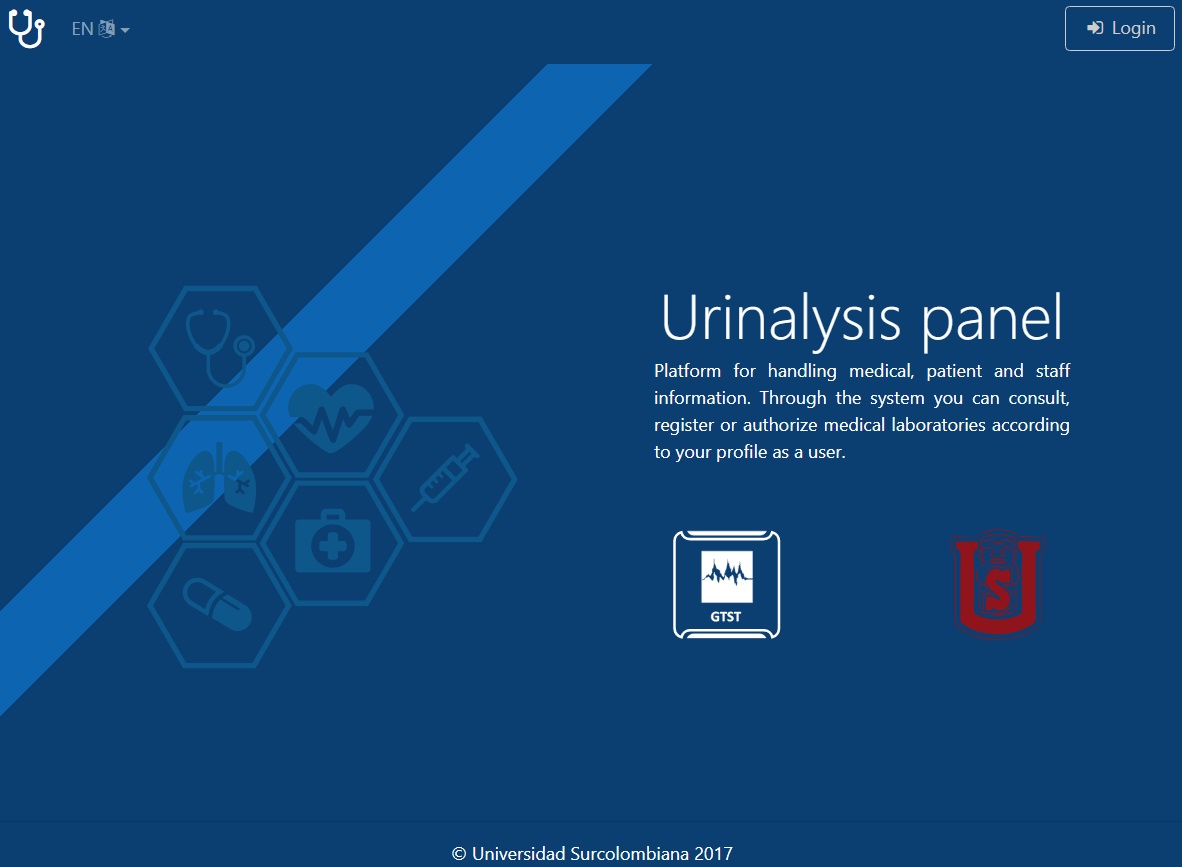 EN
Login
Urinalysis panel
Platform for handling medical, patient and staff
information. Through the system you can consult,
register or authorize medical laboratories according
to your profile as a user.
GTST
U
S
© Universidad Surcolombiana 2017